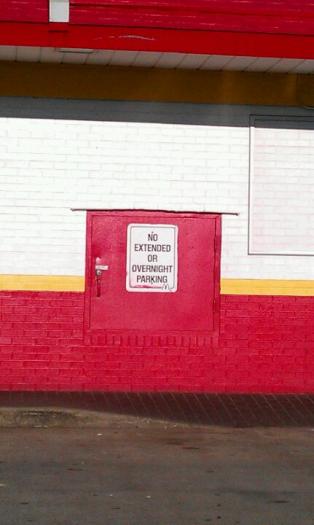 NO
EXTENDED
OR
OVERNIGHT
PARKING